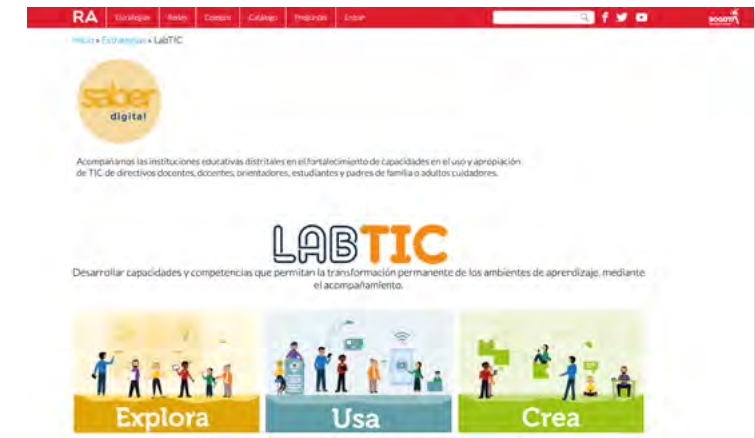 RA Estrategias Redes Cursos Catálogo Preguntas Entrar
BOGOTÁ
Inicio » Estrategias » LabTIC
saber
digital
Acompañamos las instituciones educativas distritales en el fortalecimiento de capacidades en el uso y apropiación
de TIC de directivos docentes, docentes, orientadores, estudiantes y padres de familia o adultos cuidadores.
LABTIC
Desarrollar capacidades y competencias que permitan la transformación permanente de los ambientes de aprendizaje, mediante
el acompañamiento.
Explora Usa Crea